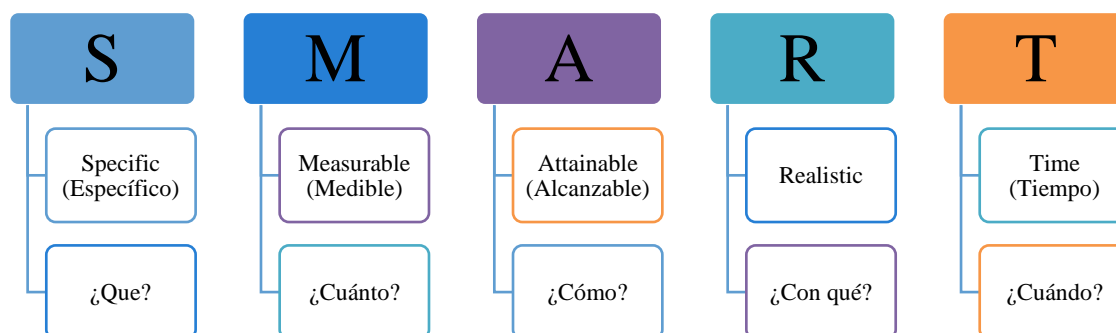 S
M
A
R
T
Specific
(Específico)
Measurable
(Medible)
Attainable
(Alcanzable)
Realistic
Time
(Tiempo)
¿Que?
¿Cuánto?
¿Cómo?
¿Con qué?
¿Cuándo?